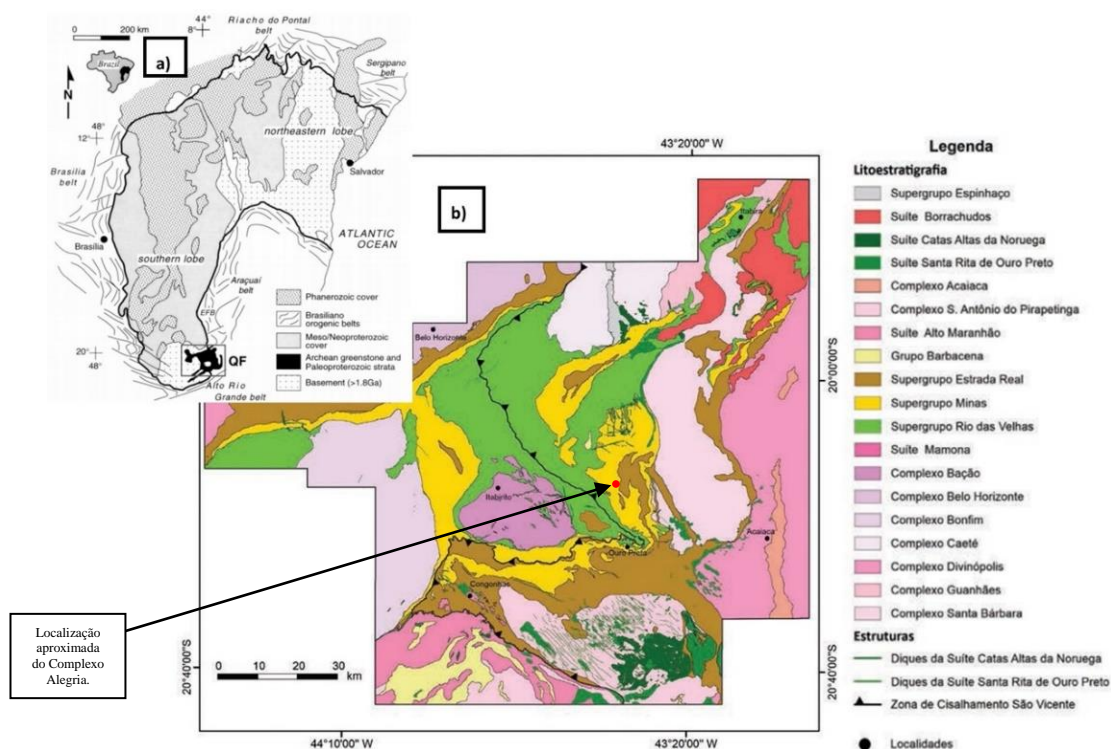 a)
0 200 km
Brazil
N
44°
8°
Riacho do Pontal
belt
Sergipano
belt
48°
12°
northeastern lobe
Salvador
Brasília
belt
Brasília
southern lobe
ATLANTIC
OCEAN
Araçuaí
belt
EFB
20°
48°
QF
Alto Rio
Grande belt
Phanerozoic cover
Brasiliano
orogenic belts
Meso/Neoproterozoic
cover
Archean greenstone and
Paleoproterozoic strata
Basement (>1.8Ga)
b)
43°20'00" W
Itabira
Belo Horizonte
20°00'00"S
Itabirito
Acaiaca
Ouro Preto
Congonhas
Localização
aproximada
do Complexo
Alegria.
20°40'00"S
20°40'00"S
0 10 20 30
km
44°10'00" W
43°20'00" W
Legenda
Litoestratigrafia
Supergrupo Espinhaço
Suíte Borrachudos
Suíte Catas Altas da Noruega
Suíte Santa Rita de Ouro Preto
Complexo Acaiaca
Complexo S. Antônio do Pirapetinga
Suíte Alto Maranhão
Grupo Barbacena
Supergrupo Estrada Real
Supergrupo Minas
Supergrupo Rio das Velhas
Suíte Mamona
Complexo Bação
Complexo Belo Horizonte
Complexo Bonfim
Complexo Caeté
Complexo Divinópolis
Complexo Guanhães
Complexo Santa Bárbara
Estruturas
Diques da Suíte Catas Altas da Noruega
Diques da Suíte Santa Rita de Ouro Preto
Zona de Cisalhamento São Vicente
Localidades